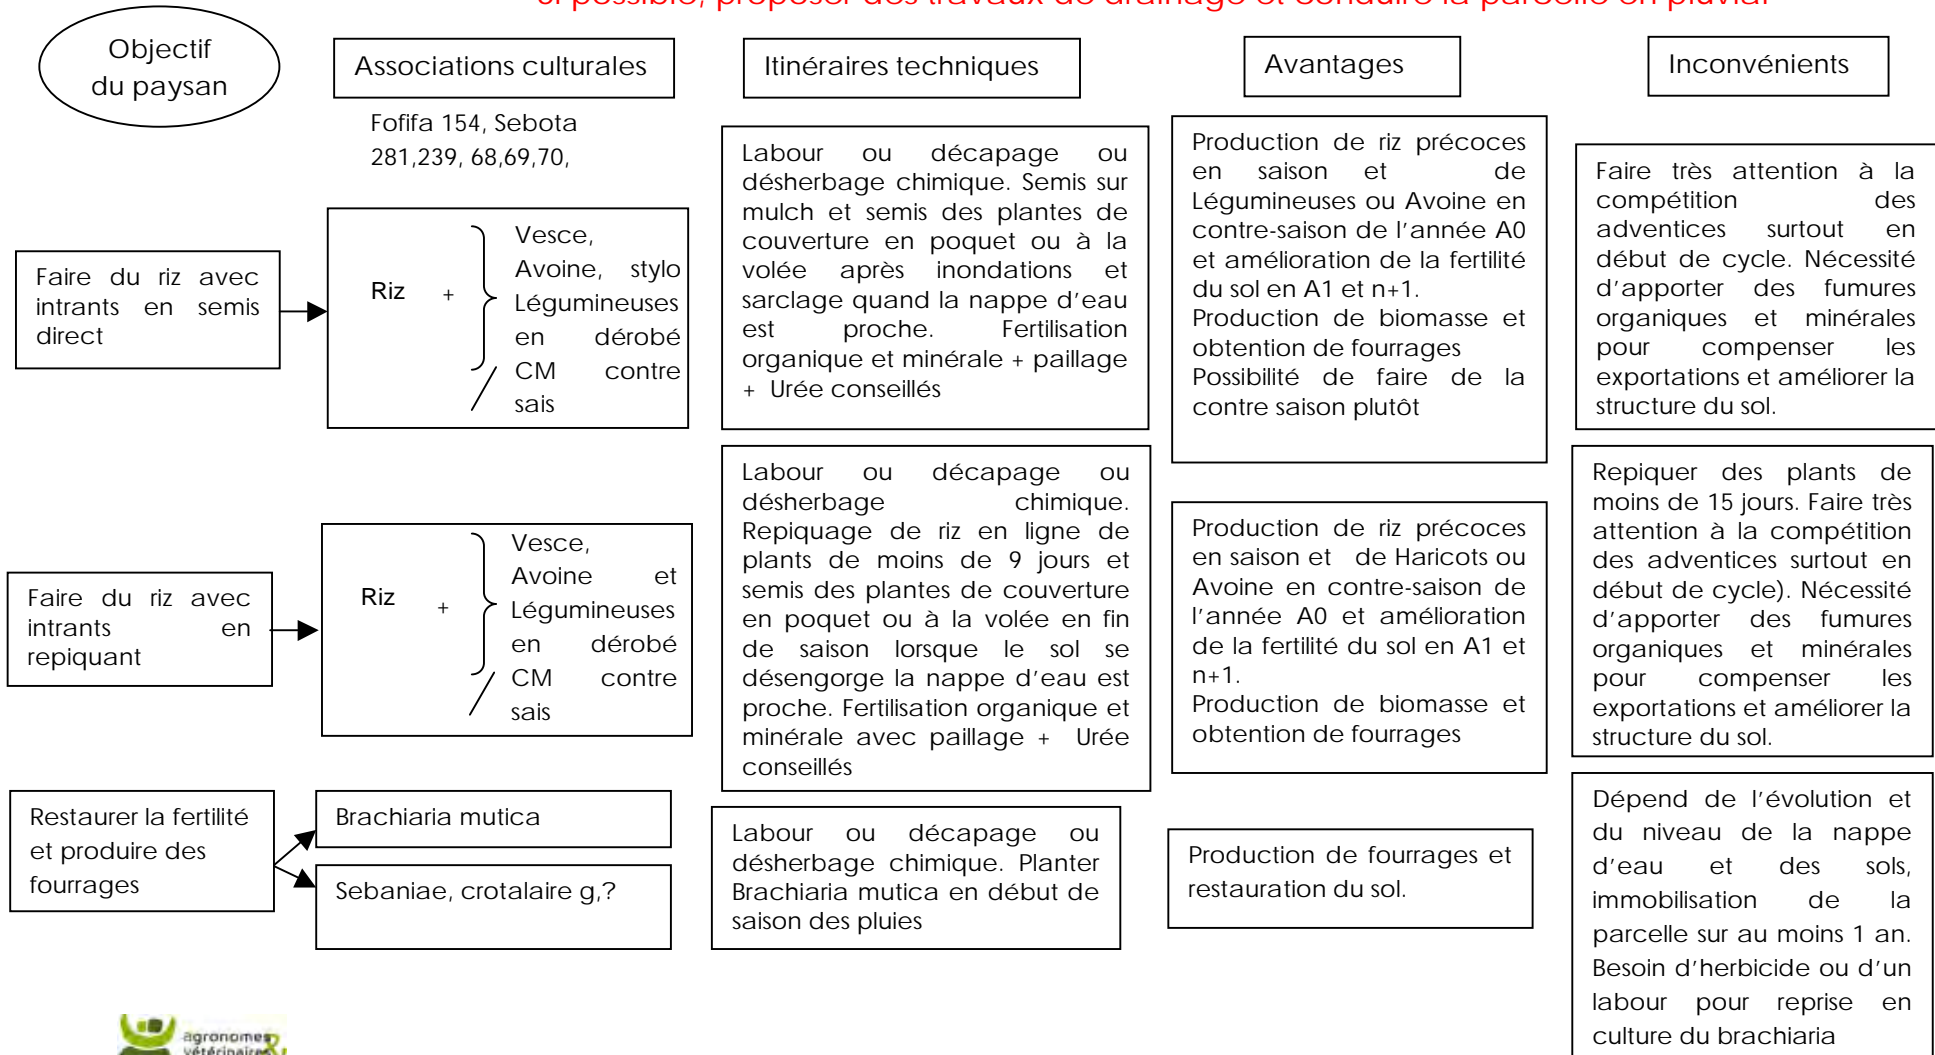 si possible, proposer des travaux de drainage et conduire la parcelle en pluvial
Objectif
du paysan
Associations culturales
Itinéraires techniques
Avantages
Inconvénients
Fofifa 154, Sebota
281,239, 68,69,70,
Faire du riz avec
intrants en semis
direct
Riz +
Vesce,
Avoine, stylo
Légumineuses
en dérobé
CM contre
sais
Labour ou décapage ou
désherbage chimique. Semis sur
mulch et semis des plantes de
couverture en poquet ou à la
volée après inondations et
sarclage quand la nappe d'eau
est proche. Fertilisation
organique et minérale + paillage
+ Urée conseillés
Production de riz précoces
en saison et de
Légumineuses ou Avoine en
contre-saison de l'année A0
et amélioration de la fertilité
du sol en A1 et n+1.
Production de biomasse et
obtention de fourrages
Possibilité de faire de la
contre saison plutôt
Faire très attention à la
compétition des
adventices surtout en
début de cycle. Nécessité
d'apporter des fumures
organiques et minérales
pour compenser les
exportations et améliorer la
structure du sol.
Faire du riz avec
intrants en
repiquant
Riz +
Vesce,
Avoine et
Légumineuses
en dérobé
CM contre
sais
Labour ou décapage ou
désherbage chimique.
Repiquage de riz en ligne de
plants de moins de 9 jours et
semis des plantes de couverture
en poquet ou à la volée en fin
de saison lorsque le sol se
désengorge la nappe d'eau est
proche. Fertilisation organique et
minérale avec paillage + Urée
conseillés
Production de riz précoces
en saison et de Haricots ou
Avoine en contre-saison de
l'année A0 et amélioration
de la fertilité du sol en A1 et
n+1.
Production de biomasse et
obtention de fourrages
Repiquer des plants de
moins de 15 jours. Faire très
attention à la compétition
des adventices surtout en
début de cycle). Nécessité
d'apporter des fumures
organiques et minérales
pour compenser les
exportations et améliorer la
structure du sol.
Restaurer la fertilité
et produire des
fourrages
Brachiaria mutica
Sebaniae, crotalaire g,?
Labour ou décapage ou
désherbage chimique. Planter
Brachiaria mutica en début de
saison des pluies
Production de fourrages et
restauration du sol.
Dépend de l'évolution et
du niveau de la nappe
d'eau et des sols,
immobilisation de la
parcelle sur au moins 1 an.
Besoin d'herbicide ou d'un
labour pour reprise en
culture du brachiaria
agronomes
vétérinaires